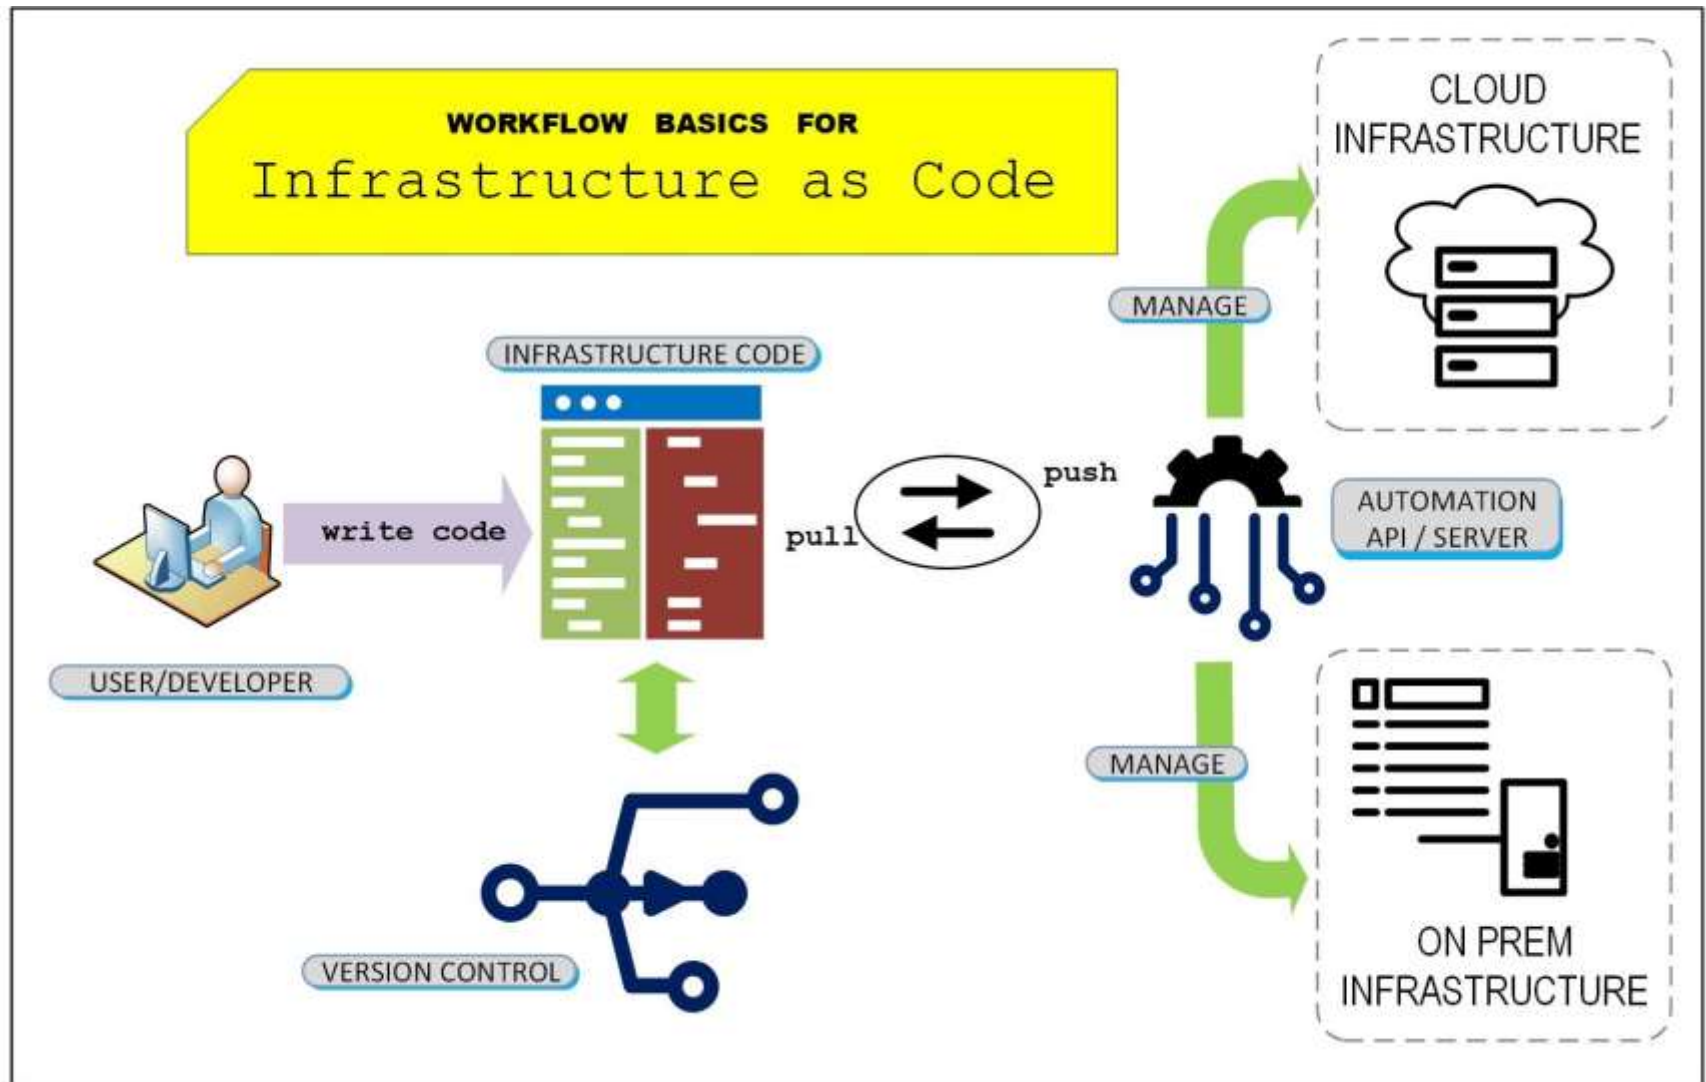 WORKFLOW BASICS FOR
Infrastructure as Code
CLOUD
INFRASTRUCTURE
MANAGE
INFRASTRUCTURE CODE
write code
pull
push
AUTOMATION
API / SERVER
USER/DEVELOPER
MANAGE
VERSION CONTROL
ON PREM
INFRASTRUCTURE